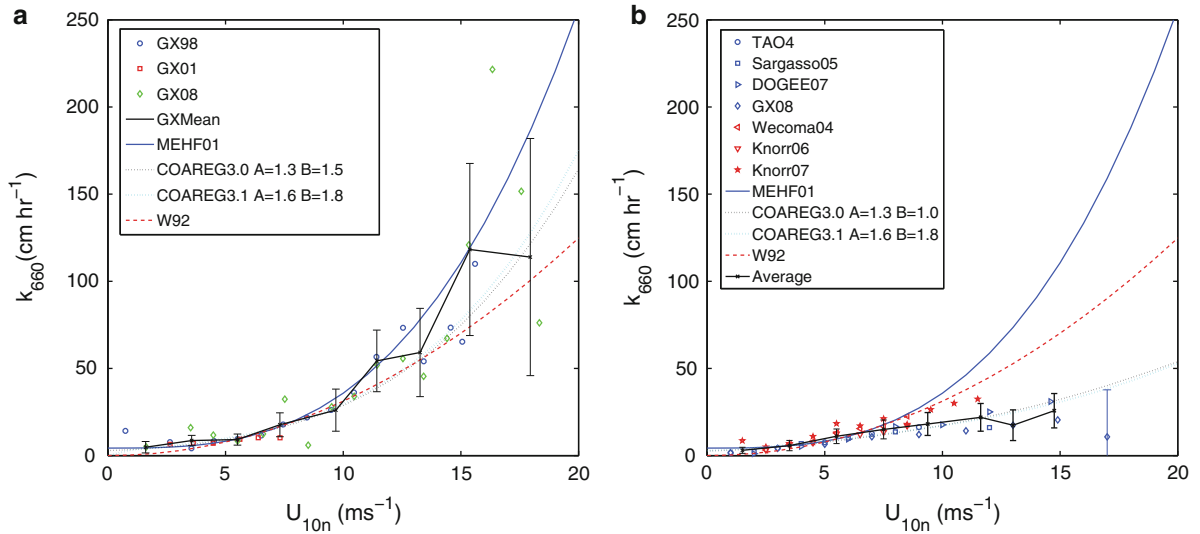 a
250
200
150
100
50
0
k660(cm hr−1)
GX98
GX01
GX08
GXMean
MEHF01
COAREG3.0 A=1.3 B=1.5
COAREG3.1 A=1.6 B=1.8
W92
0 5 10 15 20
U10n (ms−1)
b
250
200
150
100
50
0
k660 (cm hr−1)
TAO4
Sargasso05
DOGEE07
GX08
Wecoma04
Knorr06
Knorr07
MEHF01
COAREG3.0 A=1.3 B=1.0
COAREG3.1 A=1.6 B=1.8
W92
Average
0 5 10 15 20
U10n (ms−1)